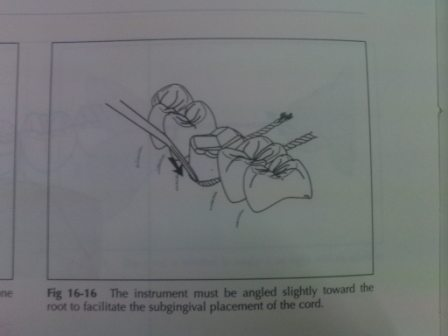 one
Fig 16-16 The instrument must be angled slightly toward the
root to facilitate the subgingival placement of the cord.